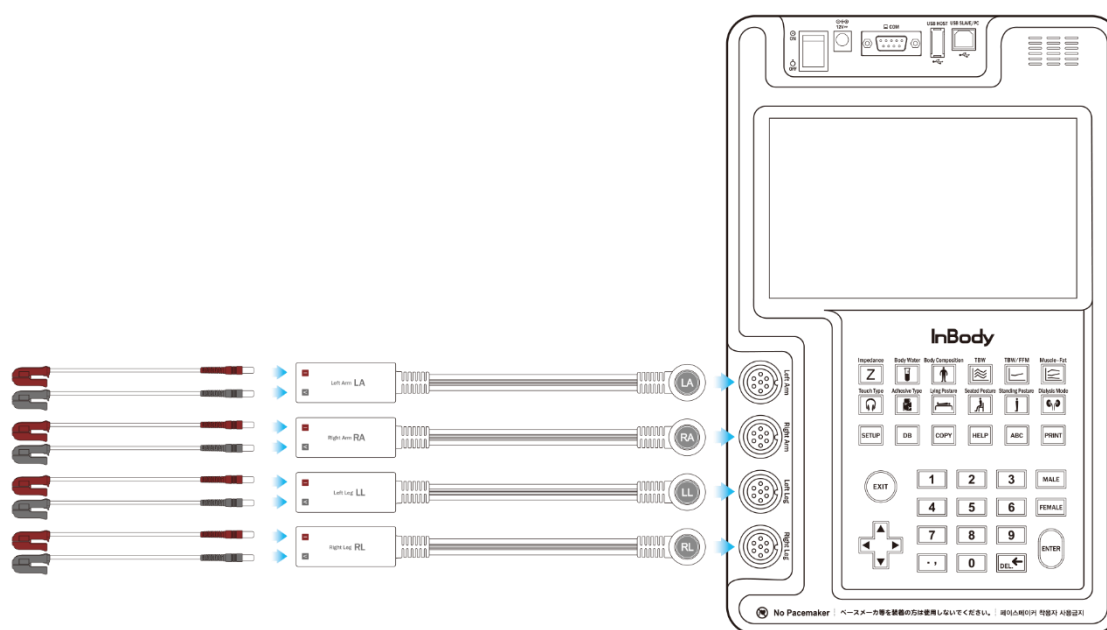 ON
OFF
12V
COM
USB HOST
USB SLAVE/PC
InBody
Impedance
Body Water
Body Composition
TBW
TBW/FFM
Muscle-Fat
Z
Touch Type
Adhesive Type
Lying Posture
Seated Posture
Standing Posture
Dialysis Mode
SETUP
DB
COPY
HELP
ABC
PRINT
EXIT
1
2
3
MALE
4
5
6
FEMALE
7
8
9
ENTER
. ,
0
DEL.
I
V
Left Arm LA
LA
Left Arm
I
V
Right Arm RA
RA
Right Arm
I
V
Left Leg LL
LL
Left Leg
I
V
Right Leg RL
RL
Right Leg
No Pacemaker
ペースメーカ等を装着の方は使用しないでください。
페이스메이커 착용자 사용금지